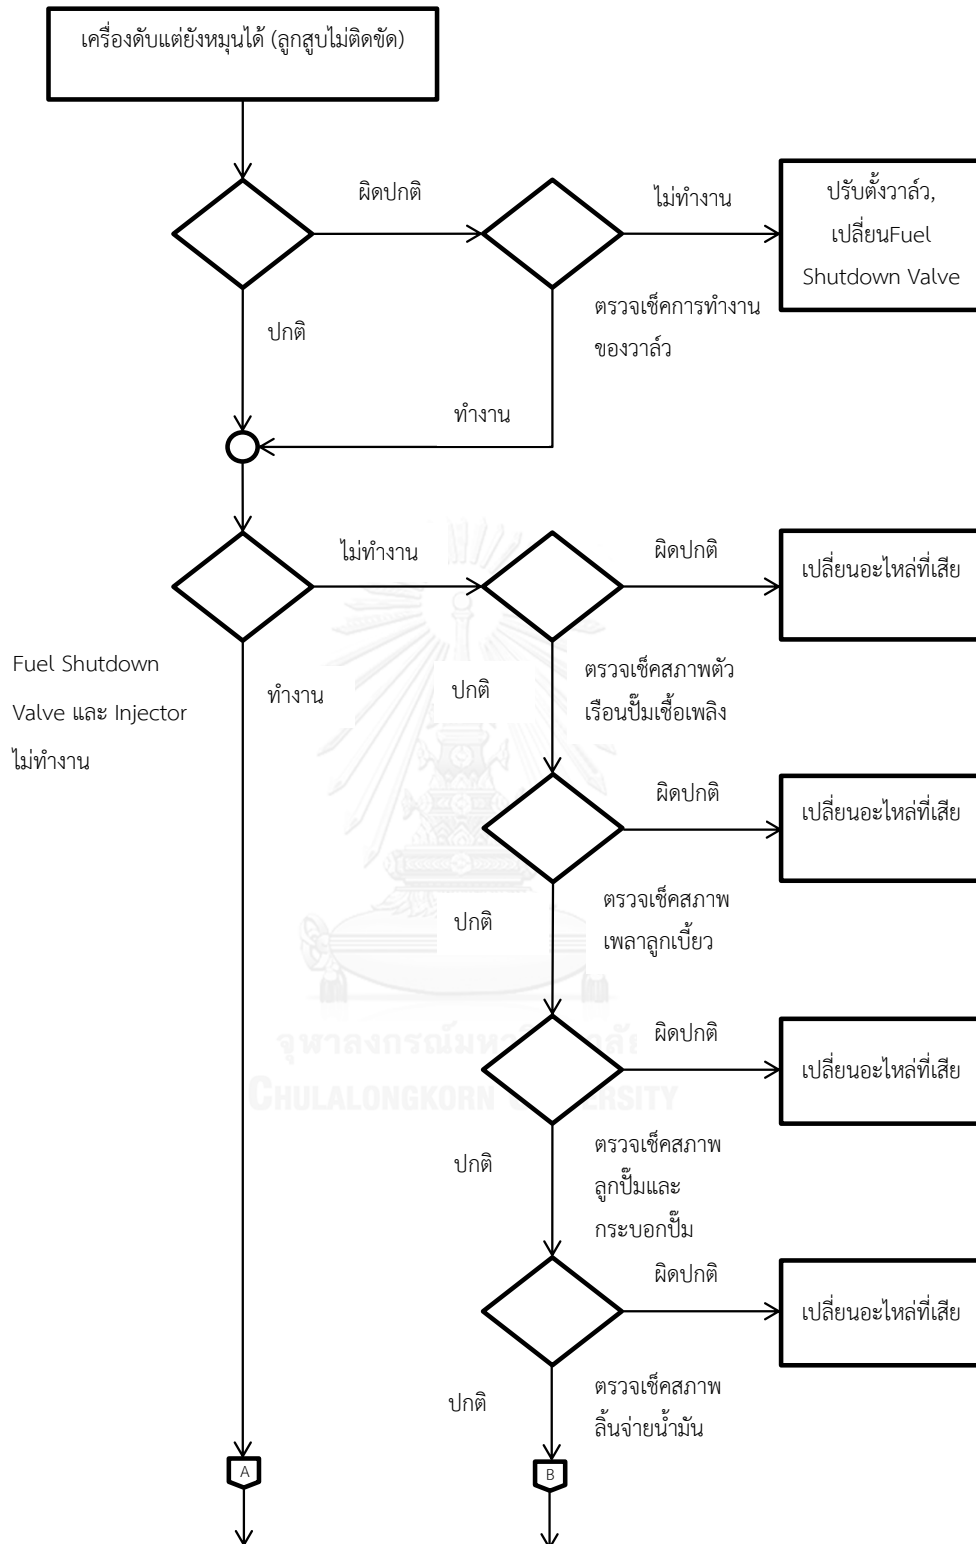 เครื่องดับแต่ยังหมุนได้ (ลูกสูบไม่ติดขัด)
ผิดปกติ
ไม่ทำงาน
ปรับตั้งวาล์ว,
เปลี่ยนFuel
Shutdown Valve
ปกติ
ตรวจเช็คการทำงาน
ของวาล์ว
ทำงาน
ไม่ทำงาน
ผิดปกติ
เปลี่ยนอะไหล่ที่เสีย
Fuel Shutdown
Valve และ Injector
ไม่ทำงาน
ทำงาน
ปกติ
ตรวจเช็คสภาพตัว
เรือนปั๊มเชื้อเพลิง
ผิดปกติ
เปลี่ยนอะไหล่ที่เสีย
ปกติ
ตรวจเช็คสภาพ
เพลาลูกเบี้ยว
ผิดปกติ
เปลี่ยนอะไหล่ที่เสีย
CHULALONGKORN
ปกติ
ตรวจเช็คสภาพ
ลูกปั๊มและ
กระบอกปั๊ม
ผิดปกติ
เปลี่ยนอะไหล่ที่เสีย
ปกติ
ตรวจเช็คสภาพ
ลิ้นจ่ายน้ำมัน
A
B